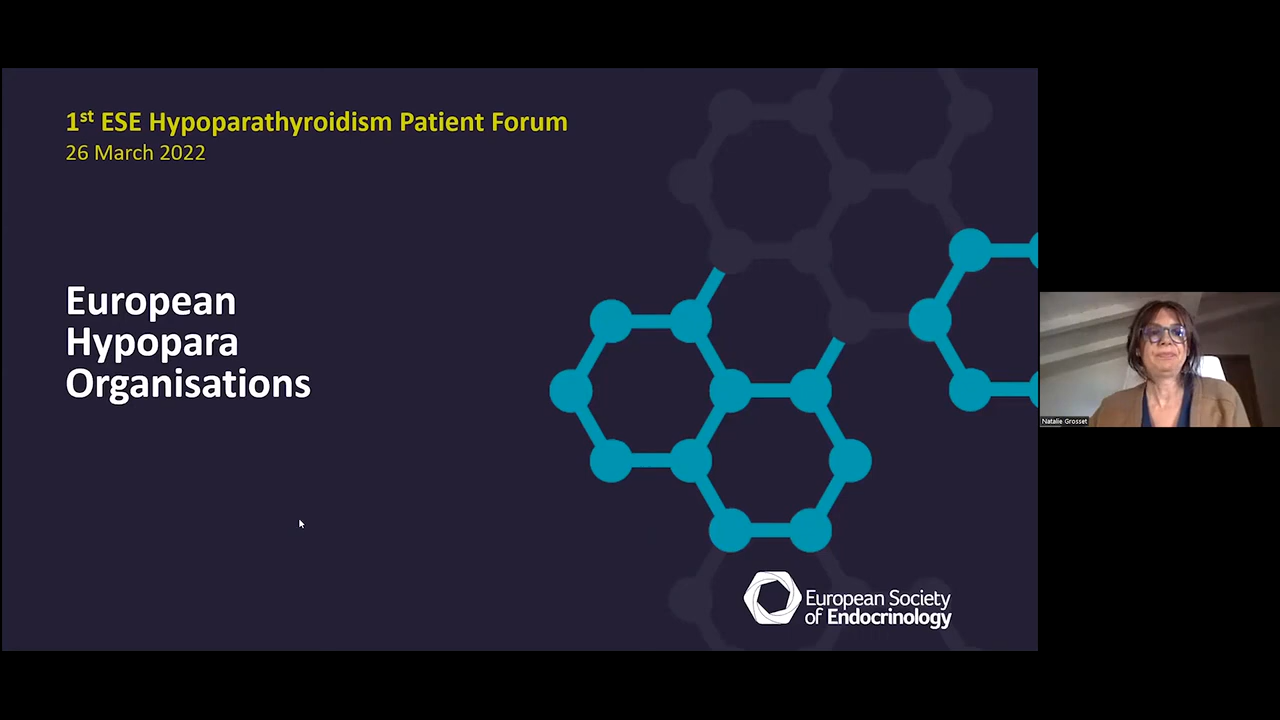 1st ESE Hypoparathyroidism Patient Forum
26 March 2022
European
Hypopara
Organisations
Natalie Grosset
European Society
of Endocrinology